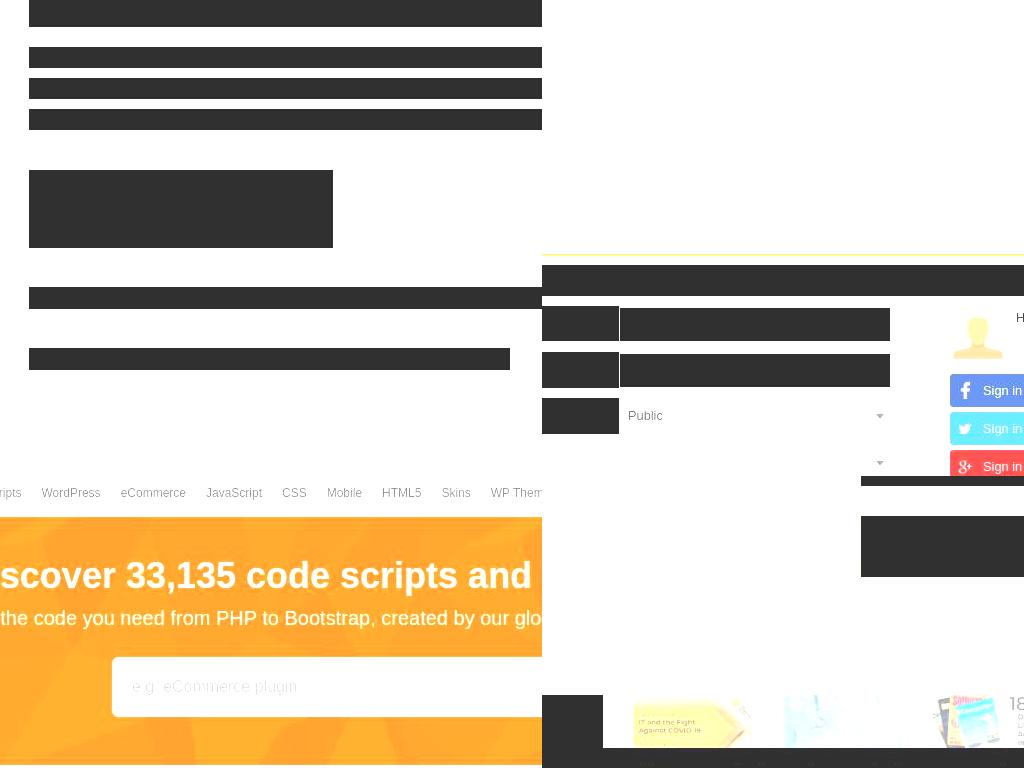 H
Sign in
Public
Sign in
Sign in
ripts WordPress eCommerce JavaScript CSS Mobile HTML5 Skins WP Them
scover 33,135 code scripts and
the code you need from PHP to Bootstrap, created by our glo
e.g. eCommerce plugin
IT and the Fight
Against COVID 19
18